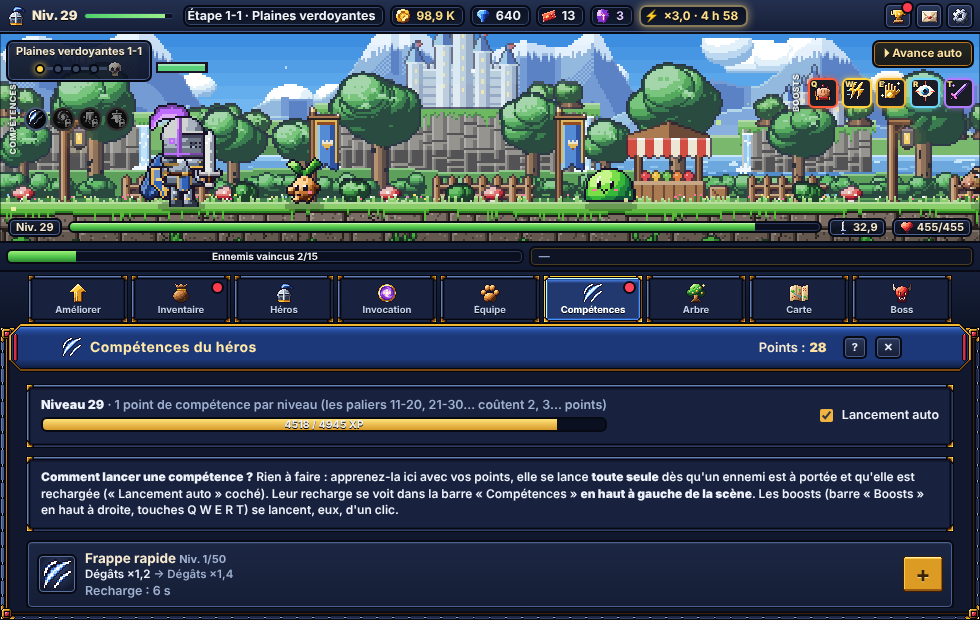 Niv. 29
Étape 1-1 · Plaines verdoyantes
98,9 K
640
13
3
×3,0 · 4 h 58
Plaines verdoyantes 1-1
Avance auto
COMPÉTENCES
BOOSTS
Q
W
E
R
T
Niv. 29
32,9
455/455
Ennemis vaincus 2/15
—
Améliorer
Inventaire
Héros
Invocation
Equipe
Compétences
Arbre
Carte
Boss
Compétences du héros
Points : 28
?
×
Niveau 29 · 1 point de compétence par niveau (les paliers 11-20, 21-30... coûtent 2, 3... points)
4518 / 4945 XP
Lancement auto
Comment lancer une compétence ? Rien à faire : apprenez-la ici avec vos points, elle se lance toute seule dès qu'un ennemi est à portée et qu'elle est
rechargée (« Lancement auto » coché). Leur recharge se voit dans la barre « Compétences » en haut à gauche de la scène. Les boosts (barre « Boosts »
en haut à droite, touches Q W E R T) se lancent, eux, d'un clic.
Frappe rapide Niv. 1/50
Dégâts ×1,2 → Dégâts ×1,4
Recharge : 6 s
+